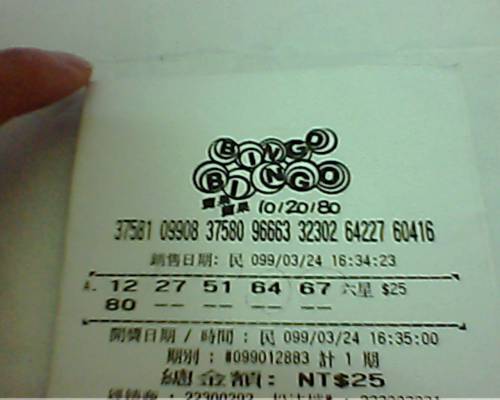 BINGO
BINGO
賓果
賓果 10/20/80
37581 09908 37580 96663 32302 64227 60416
銷售日期: 民 099/03/24 16:34:23
A. 12 27 51 64 67 六星 $25
80 -- -- -- --
開獎日期 / 時間 : 民 099/03/24 16:35:00
期別 : #099012883 計 1 期
總金額: NT$25